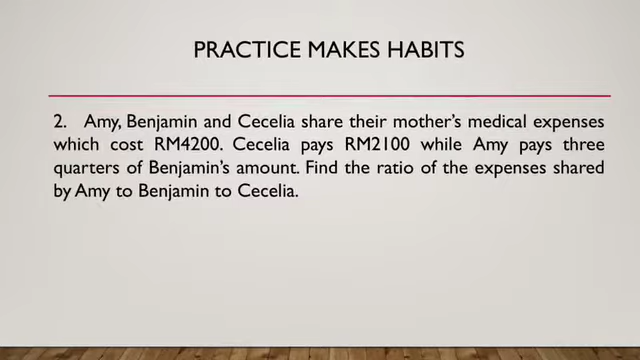 PRACTICE MAKES HABITS
2. Amy, Benjamin and Cecelia share their mother's medical expenses
which cost RM4200. Cecelia pays RM2100 while Amy pays three
quarters of Benjamin's amount. Find the ratio of the expenses shared
by Amy to Benjamin to Cecelia.